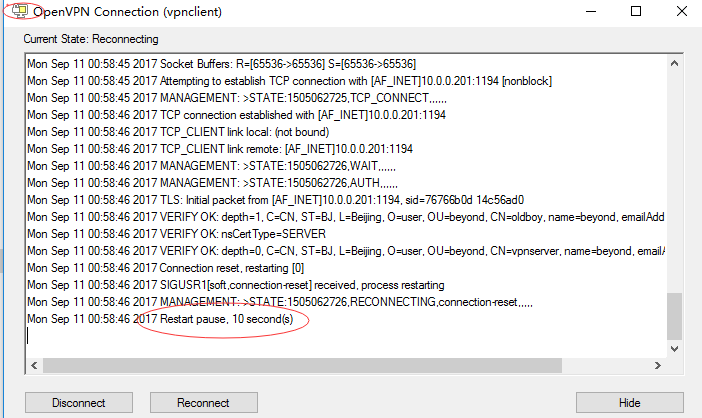 OpenVPN Connection (vpnclient)
Current State: Reconnecting
Mon Sep 11 00:58:45 2017 Socket Buffers: R=[65536->65536] S=[65536->65536]
Mon Sep 11 00:58:45 2017 Attempting to establish TCP connection with [AF_INET]10.0.0.201:1194 [nonblock]
Mon Sep 11 00:58:45 2017 MANAGEMENT: >STATE:1505062725,TCP_CONNECT,,,,,,
Mon Sep 11 00:58:46 2017 TCP connection established with [AF_INET]10.0.0.201:1194
Mon Sep 11 00:58:46 2017 TCP_CLIENT link local: (not bound)
Mon Sep 11 00:58:46 2017 TCP_CLIENT link remote: [AF_INET]10.0.0.201:1194
Mon Sep 11 00:58:46 2017 MANAGEMENT: >STATE:1505062726,WAIT,,,,,,
Mon Sep 11 00:58:46 2017 MANAGEMENT: >STATE:1505062726,AUTH,,,,,,
Mon Sep 11 00:58:46 2017 TLS: Initial packet from [AF_INET]10.0.0.201:1194, sid=76766b0d 14c56ad0
Mon Sep 11 00:58:46 2017 VERIFY OK: depth=1, C=CN, ST=BJ, L=Beijing, O=user, OU=beyond, CN=oldboy, name=beyond, emailAdd
Mon Sep 11 00:58:46 2017 VERIFY OK: nsCertType=SERVER
Mon Sep 11 00:58:46 2017 VERIFY OK: depth=0, C=CN, ST=BJ, L=Beijing, O=user, OU=beyond, CN=vpnserver, name=beyond, email
Mon Sep 11 00:58:46 2017 Connection reset, restarting [0]
Mon Sep 11 00:58:46 2017 SIGUSR1[soft,connection-reset] received, process restarting
Mon Sep 11 00:58:46 2017 MANAGEMENT: >STATE:1505062726,RECONNECTING,connection-reset,,,,,
Mon Sep 11 00:58:46 2017 Restart pause, 10 second(s)
Disconnect
Reconnect
Hide